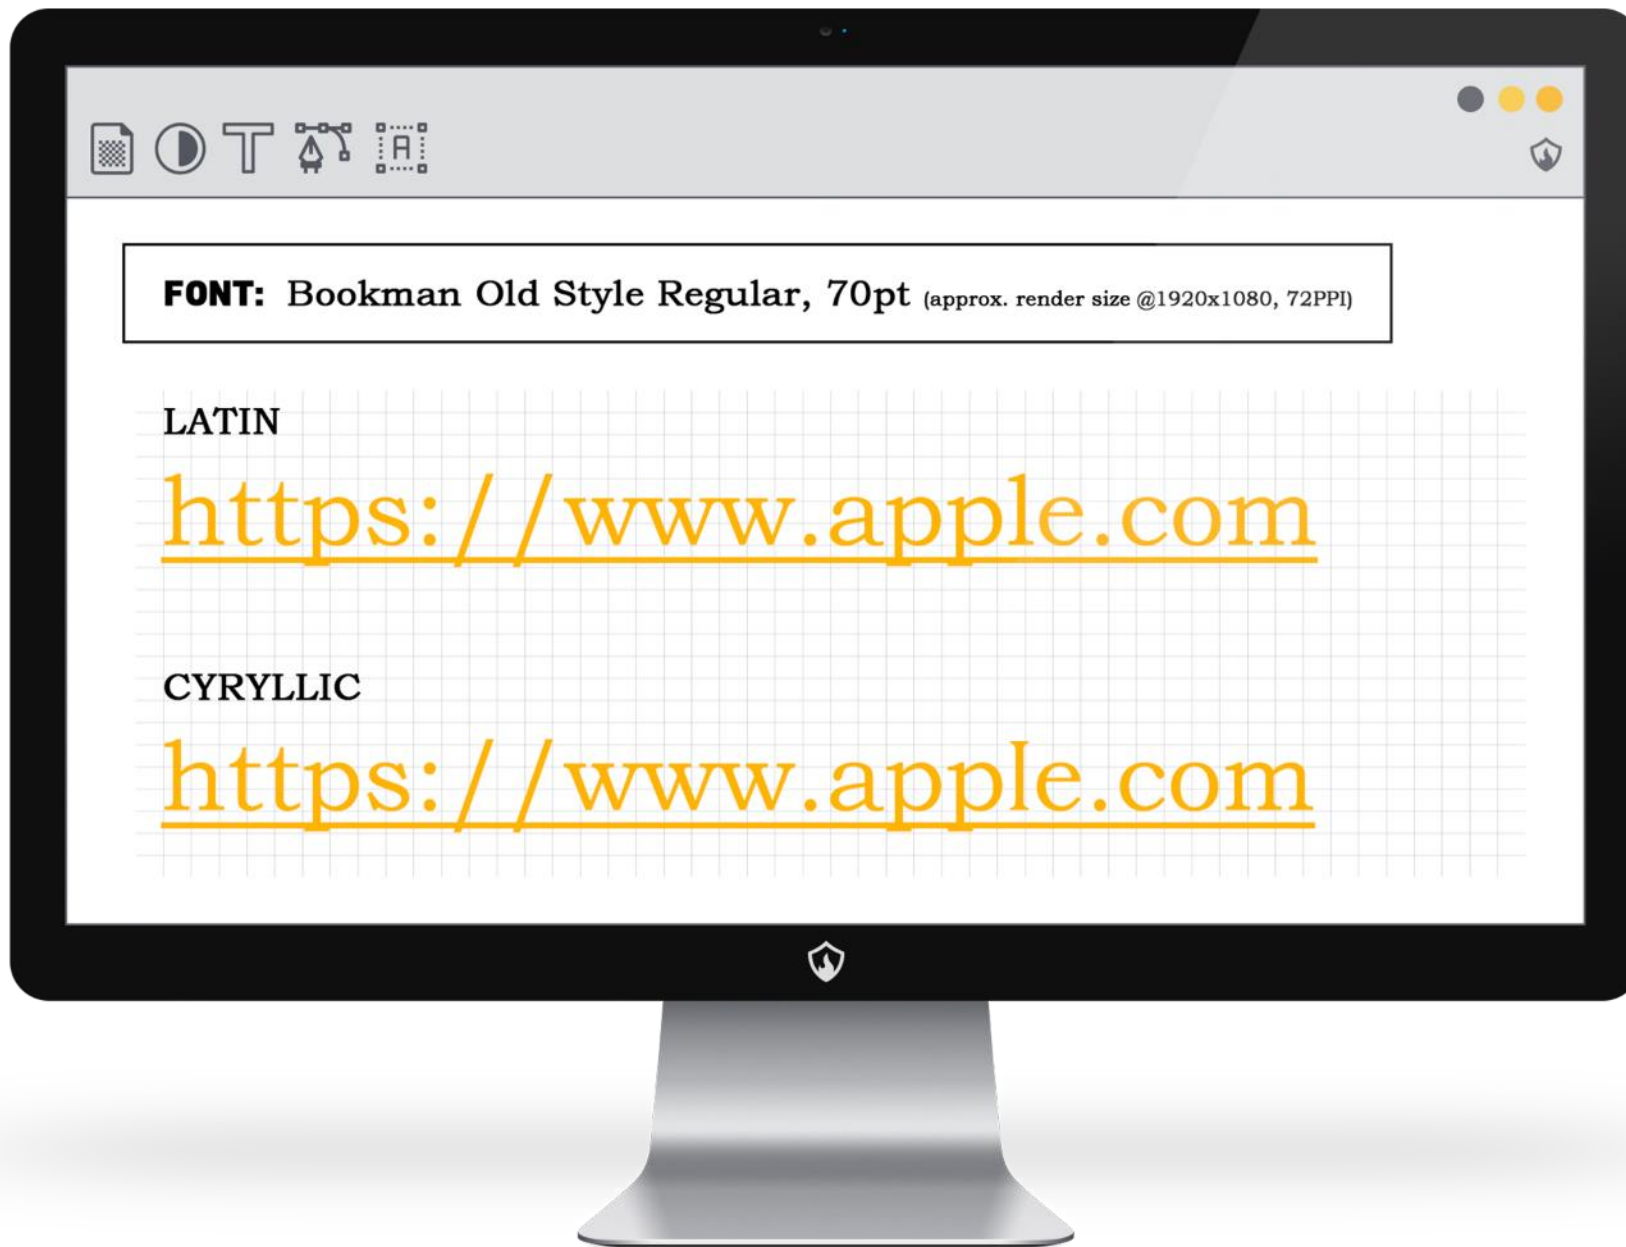 FONT: Bookman Old Style Regular, 70pt (approx. render size @1920x1080, 72PPI)
LATIN
https://www.apple.com
CYRYLLIC
https://www.apple.com